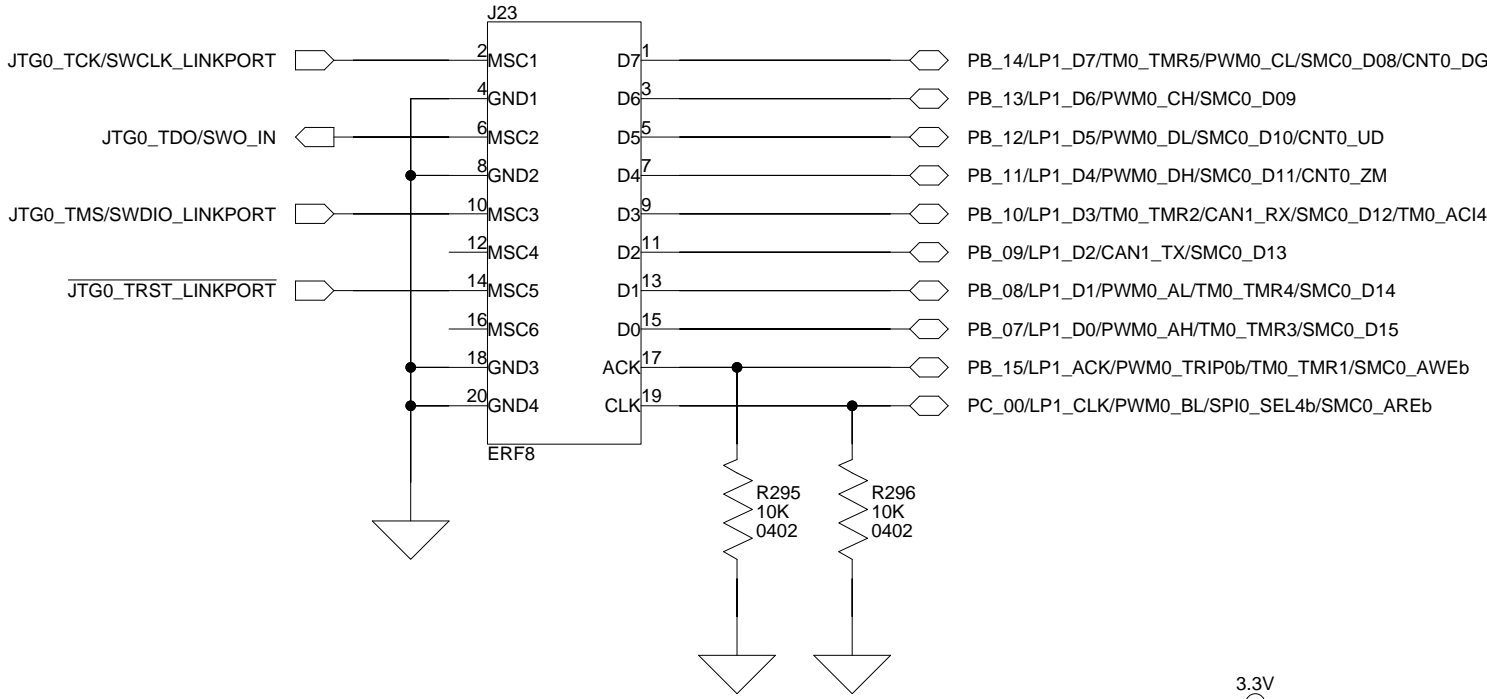 J23
JTG0_TCK/SWCLK_LINKPORT 2 MSC1 D7 1 PB_14/LP1_D7/TM0_TMR5/PWM0_CL/SMC0_D08/CNT0_DG
4 GND1 D6 3 PB_13/LP1_D6/PWM0_CH/SMC0_D09
JTG0_TDO/SWO_IN 6 MSC2 D5 5 PB_12/LP1_D5/PWM0_DL/SMC0_D10/CNT0_UD
8 GND2 D4 7 PB_11/LP1_D4/PWM0_DH/SMC0_D11/CNT0_ZM
JTG0_TMS/SWDIO_LINKPORT 10 MSC3 D3 9 PB_10/LP1_D3/TM0_TMR2/CAN1_RX/SMC0_D12/TM0_ACI4
12 MSC4 D2 11 PB_09/LP1_D2/CAN1_TX/SMC0_D13
JTG0_TRST_LINKPORT 14 MSC5 D1 13 PB_08/LP1_D1/PWM0_AL/TM0_TMR4/SMC0_D14
16 MSC6 D0 15 PB_07/LP1_D0/PWM0_AH/TM0_TMR3/SMC0_D15
18 GND3 ACK 17 PB_15/LP1_ACK/PWM0_TRIP0b/TM0_TMR1/SMC0_AWEb
20 GND4 CLK 19 PC_00/LP1_CLK/PWM0_BL/SPI0_SEL4b/SMC0_AREb
ERF8
R295 R296
10K 10K
0402 0402
3.3V